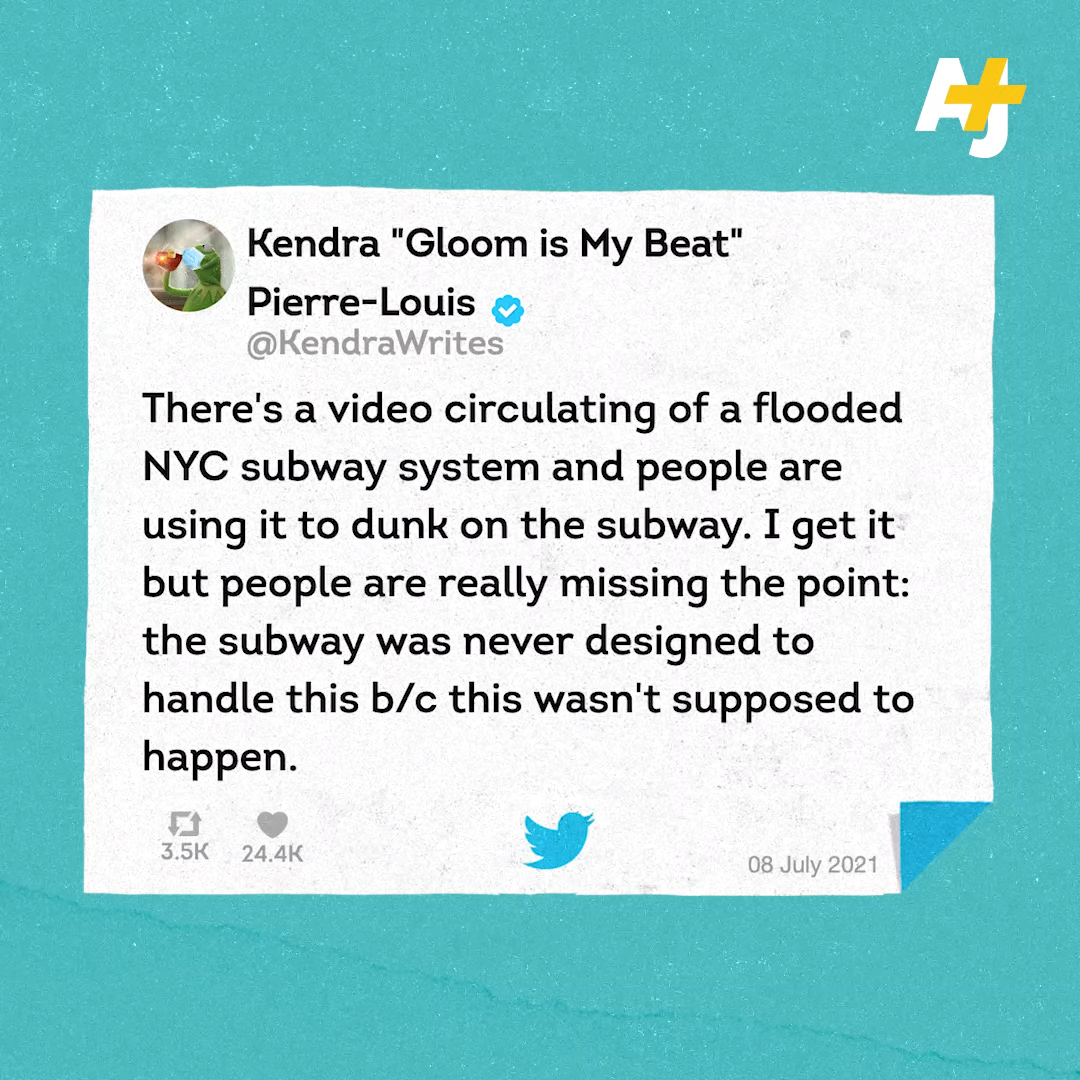 AJ+
Kendra "Gloom is My Beat"
Pierre-Louis
@KendraWrites
There's a video circulating of a flooded
NYC subway system and people are
using it to dunk on the subway. I get it
but people are really missing the point:
the subway was never designed to
handle this b/c this wasn't supposed to
happen.
3.5K 24.4K
08 July 2021